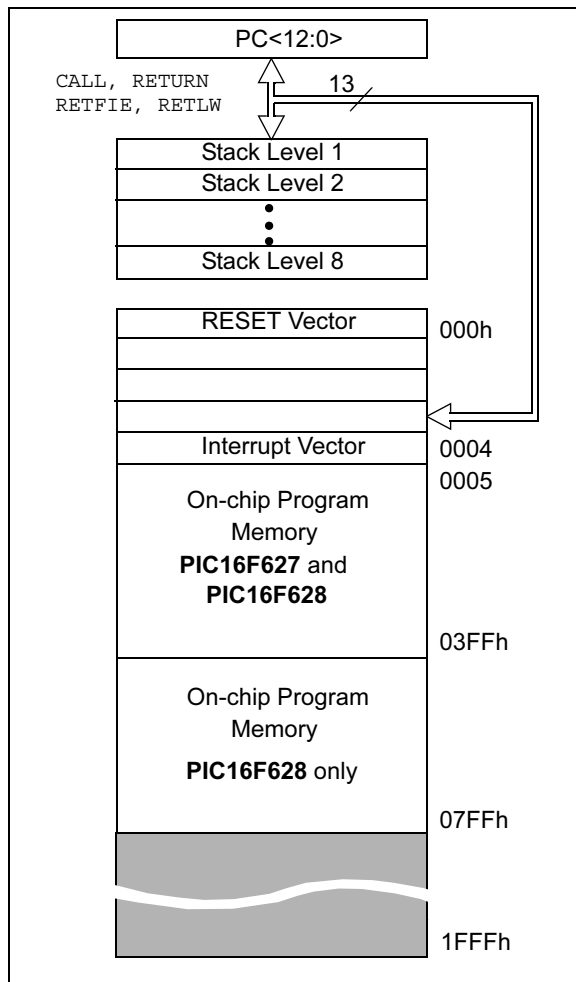 PC<12:0>
CALL, RETURN
RETFIE, RETLW
13
Stack Level 1
Stack Level 2
Stack Level 8
RESET Vector
000h
Interrupt Vector
0004
0005
On-chip Program
Memory
PIC16F627 and
PIC16F628
03FFh
On-chip Program
Memory
PIC16F628 only
07FFh
1FFFh